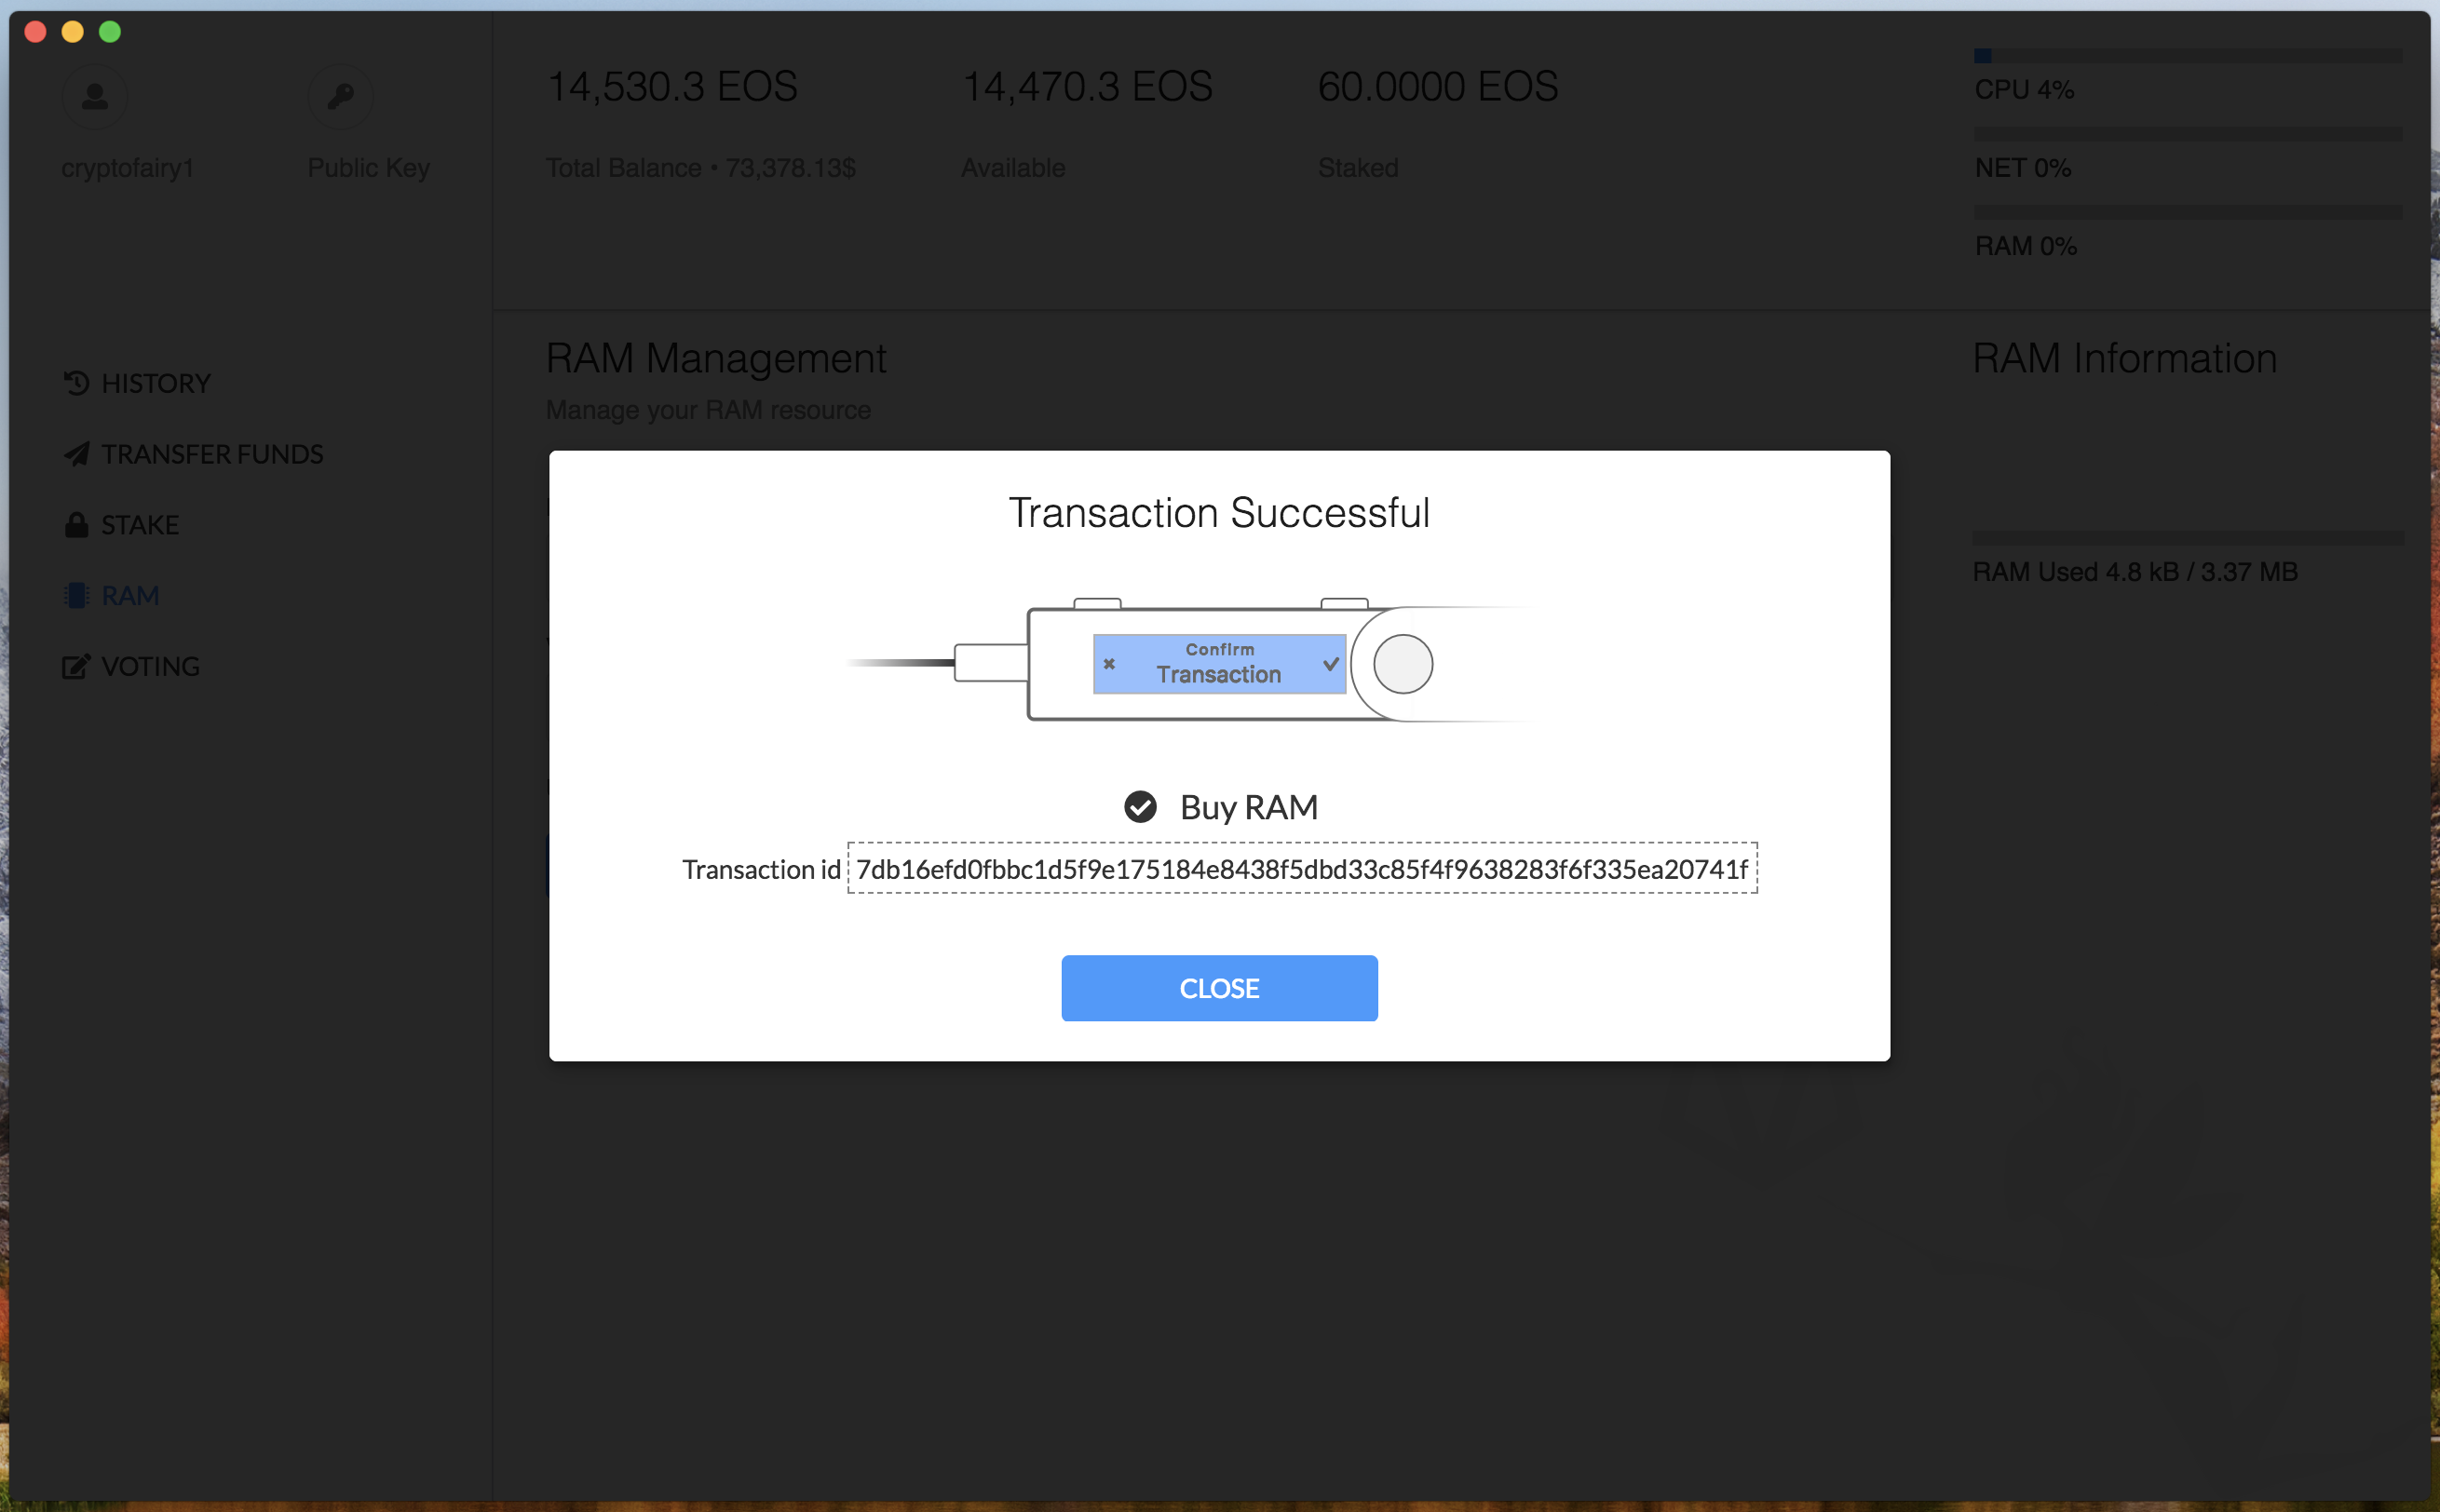 cryptofairy1
Public Key
14,530.3 EOS
Total Balance • 73,378.13$
14,470.3 EOS
Available
60.0000 EOS
Staked
CPU 4%
NET 0%
RAM 0%
HISTORY
TRANSFER FUNDS
STAKE
RAM
VOTING
RAM Management
Manage your RAM resource
RAM Information
RAM Used 4.8 kB / 3.37 MB
Transaction Successful
Confirm
Transaction
Buy RAM
Transaction id 7db16efd0fbbc1d5f9e175184e8438f5dbd33c85f4f9638283f6f335ea20741f
CLOSE